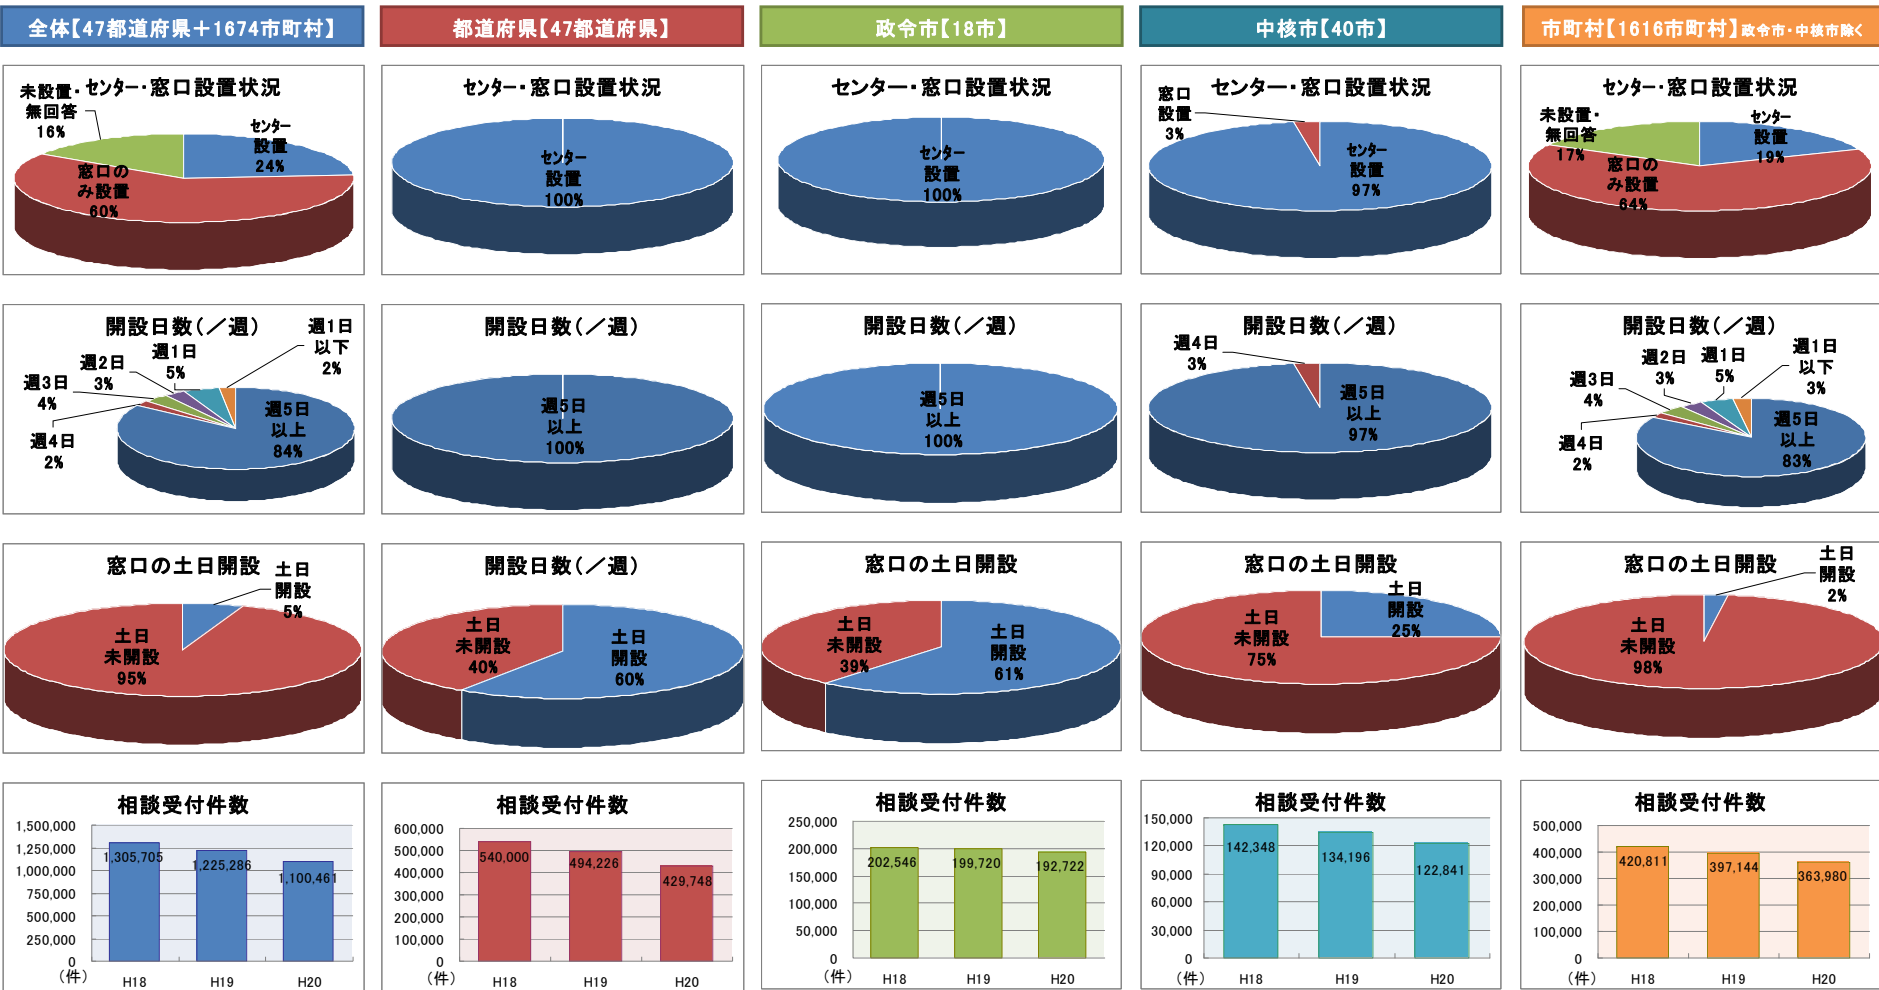 全体【47都道府県＋1674市町村】
都道府県【47都道府県】
政令市【18市】
中核市【40市】
市町村【1616市町村】政令市・中核市除く
センター・窓口設置状況
未設置・
無回答
16%
センター
設置
24%
窓口の
み設置
60%
センター・窓口設置状況
センター
設置
100%
センター・窓口設置状況
センター
設置
100%
センター・窓口設置状況
窓口
設置
3%
センター
設置
97%
センター・窓口設置状況
未設置・
無回答
17%
センター
設置
19%
窓口のみ
設置
64%
開設日数（／週）
週1日
以下
2%
週1日
5%
週2日
3%
週3日
4%
週4日
2%
週5日
以上
84%
開設日数（／週）
週5日
以上
100%
開設日数（／週）
週5日
以上
100%
開設日数（／週）
週4日
3%
週5日
以上
97%
開設日数（／週）
週1日
以下
3%
週1日
5%
週2日
3%
週3日
4%
週4日
2%
週5日
以上
83%
窓口の土日開設
土日
開設
5%
土日
未開設
95%
開設日数（／週）
土日
未開設
40%
土日
開設
60%
窓口の土日開設
土日
未開設
39%
土日
開設
61%
窓口の土日開設
土日
開設
25%
土日
未開設
75%
窓口の土日開設
土日
開設
2%
土日
未開設
98%
相談受付件数
1,500,000
1,250,000
1,000,000
750,000
500,000
250,000
0
（件）
1,305,705
1,225,286
1,100,461
H18 H19 H20
相談受付件数
600,000
500,000
400,000
300,000
200,000
100,000
0
（件）
540,000
494,226
429,748
H18 H19 H20
相談受付件数
250,000
200,000
150,000
100,000
50,000
0
（件）
202,546
199,720
192,722
H18 H19 H20
相談受付件数
150,000
120,000
90,000
60,000
30,000
0
（件）
142,348
134,196
122,841
H18 H19 H20
相談受付件数
500,000
400,000
300,000
200,000
100,000
0
（件）
420,811
397,144
363,980
H18 H19 H20